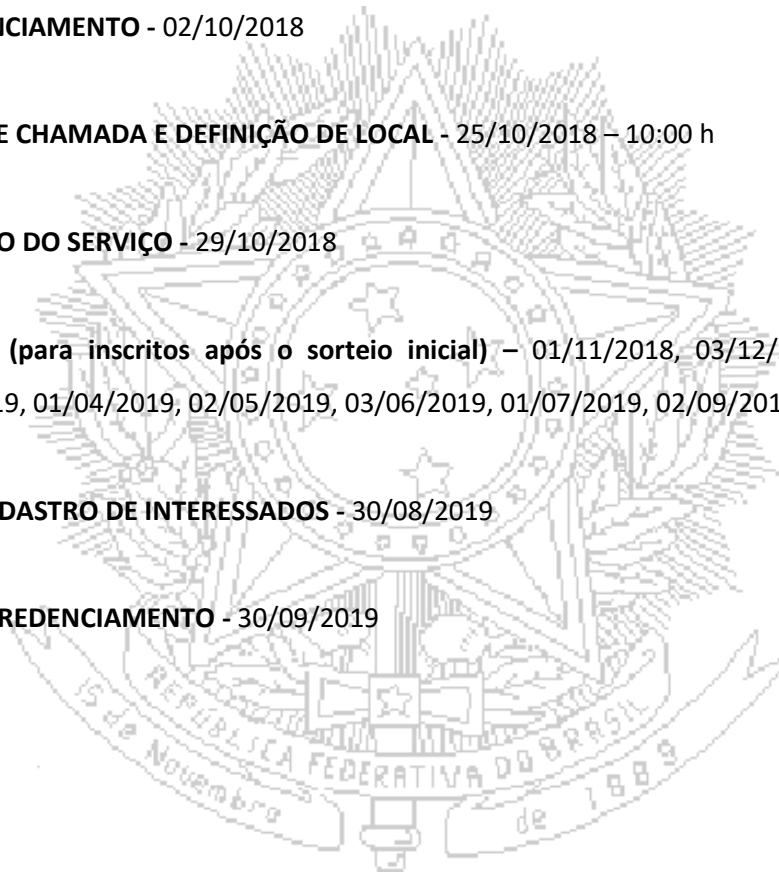 NCIAMENTO - 02/10/2018
E CHAMADA E DEFINIÇÃO DE LOCAL - 25/10/2018 – 10:00 h
O DO SERVIÇO - 29/10/2018
(para inscritos após o sorteio inicial) – 01/11/2018, 03/12/
19, 01/04/2019, 02/05/2019, 03/06/2019, 01/07/2019, 02/09/201
DASTRO DE INTERESSADOS - 30/08/2019
REDENCIAMENTO - 30/09/2019
REPÚBLICA FEDERATIVA DO BRASIL
15 de Novembro de 1889